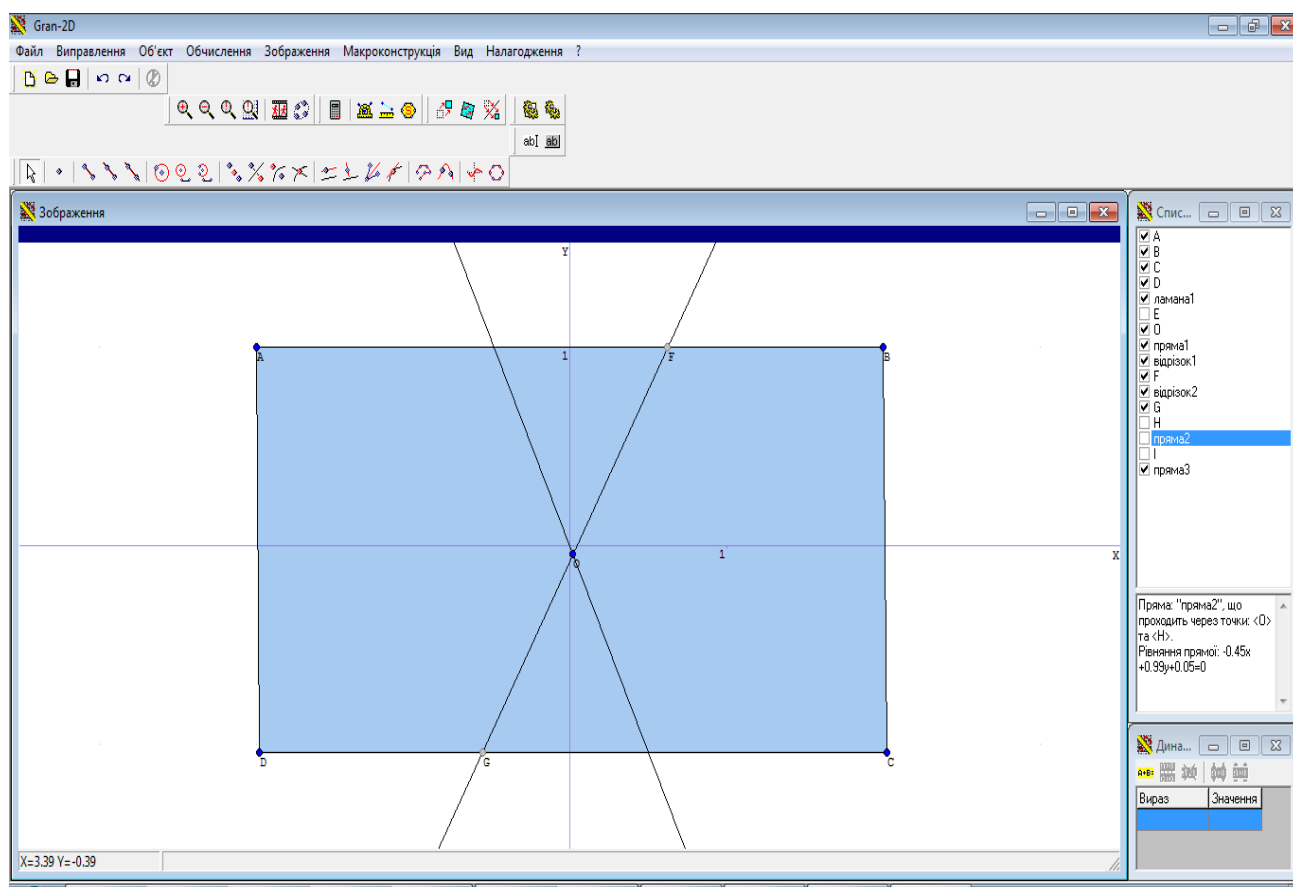 Gran-2D
Файл Виправлення Об'єкт Обчислення Зображення Макроконструкція Вид Налагодження ?
abI ab|
Зображення
Y
A
1
F
B
O
1
X
D
G
C
X=3.39 Y=-0.39
Спис...
A
B
C
D
ламана1
E
O
пряма1
відрізок1
F
відрізок2
G
H
пряма2
I
пряма3
Пряма: "пряма2", що
проходить через точки: <O>
та <H>.
Рівняння прямої: -0.45x
+0.99y+0.05=0
Дина...
A+B=
Вираз Значення